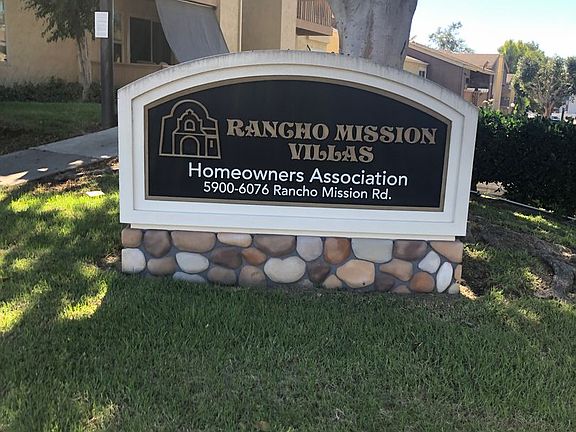 RANCHO MISSION
VILLAS
Homeowners Association
5900-6076 Rancho Mission Rd.